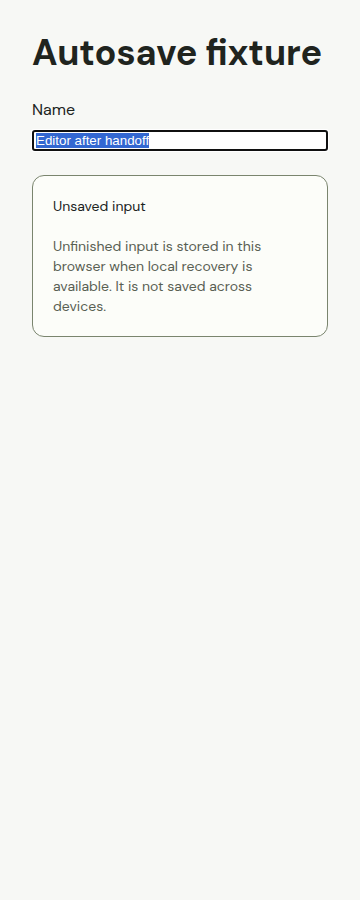 Autosave fixture
Name
Editor after handoff
Unsaved input
Unfinished input is stored in this
browser when local recovery is
available. It is not saved across
devices.